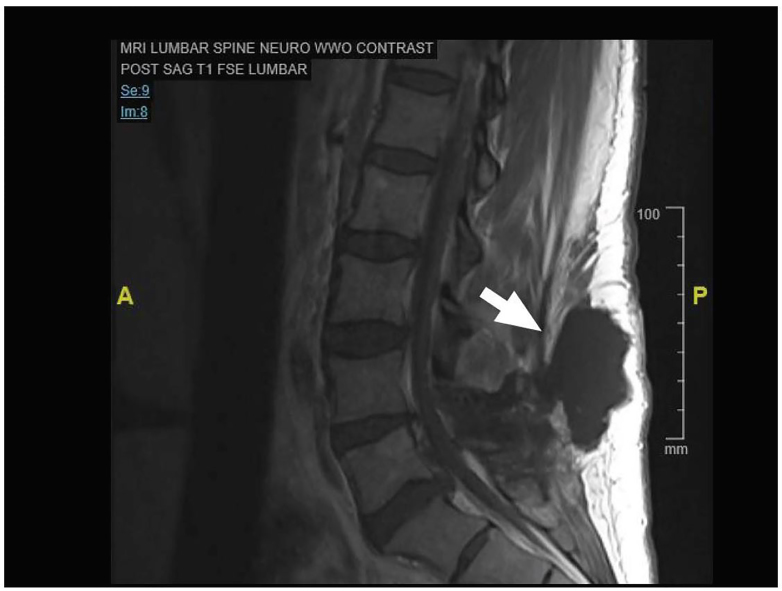 MRI LUMBAR SPINE NEURO WWO CONTRAST
POST SAG T1 FSE LUMBAR
Se:9
Im:8
100
A
P
mm